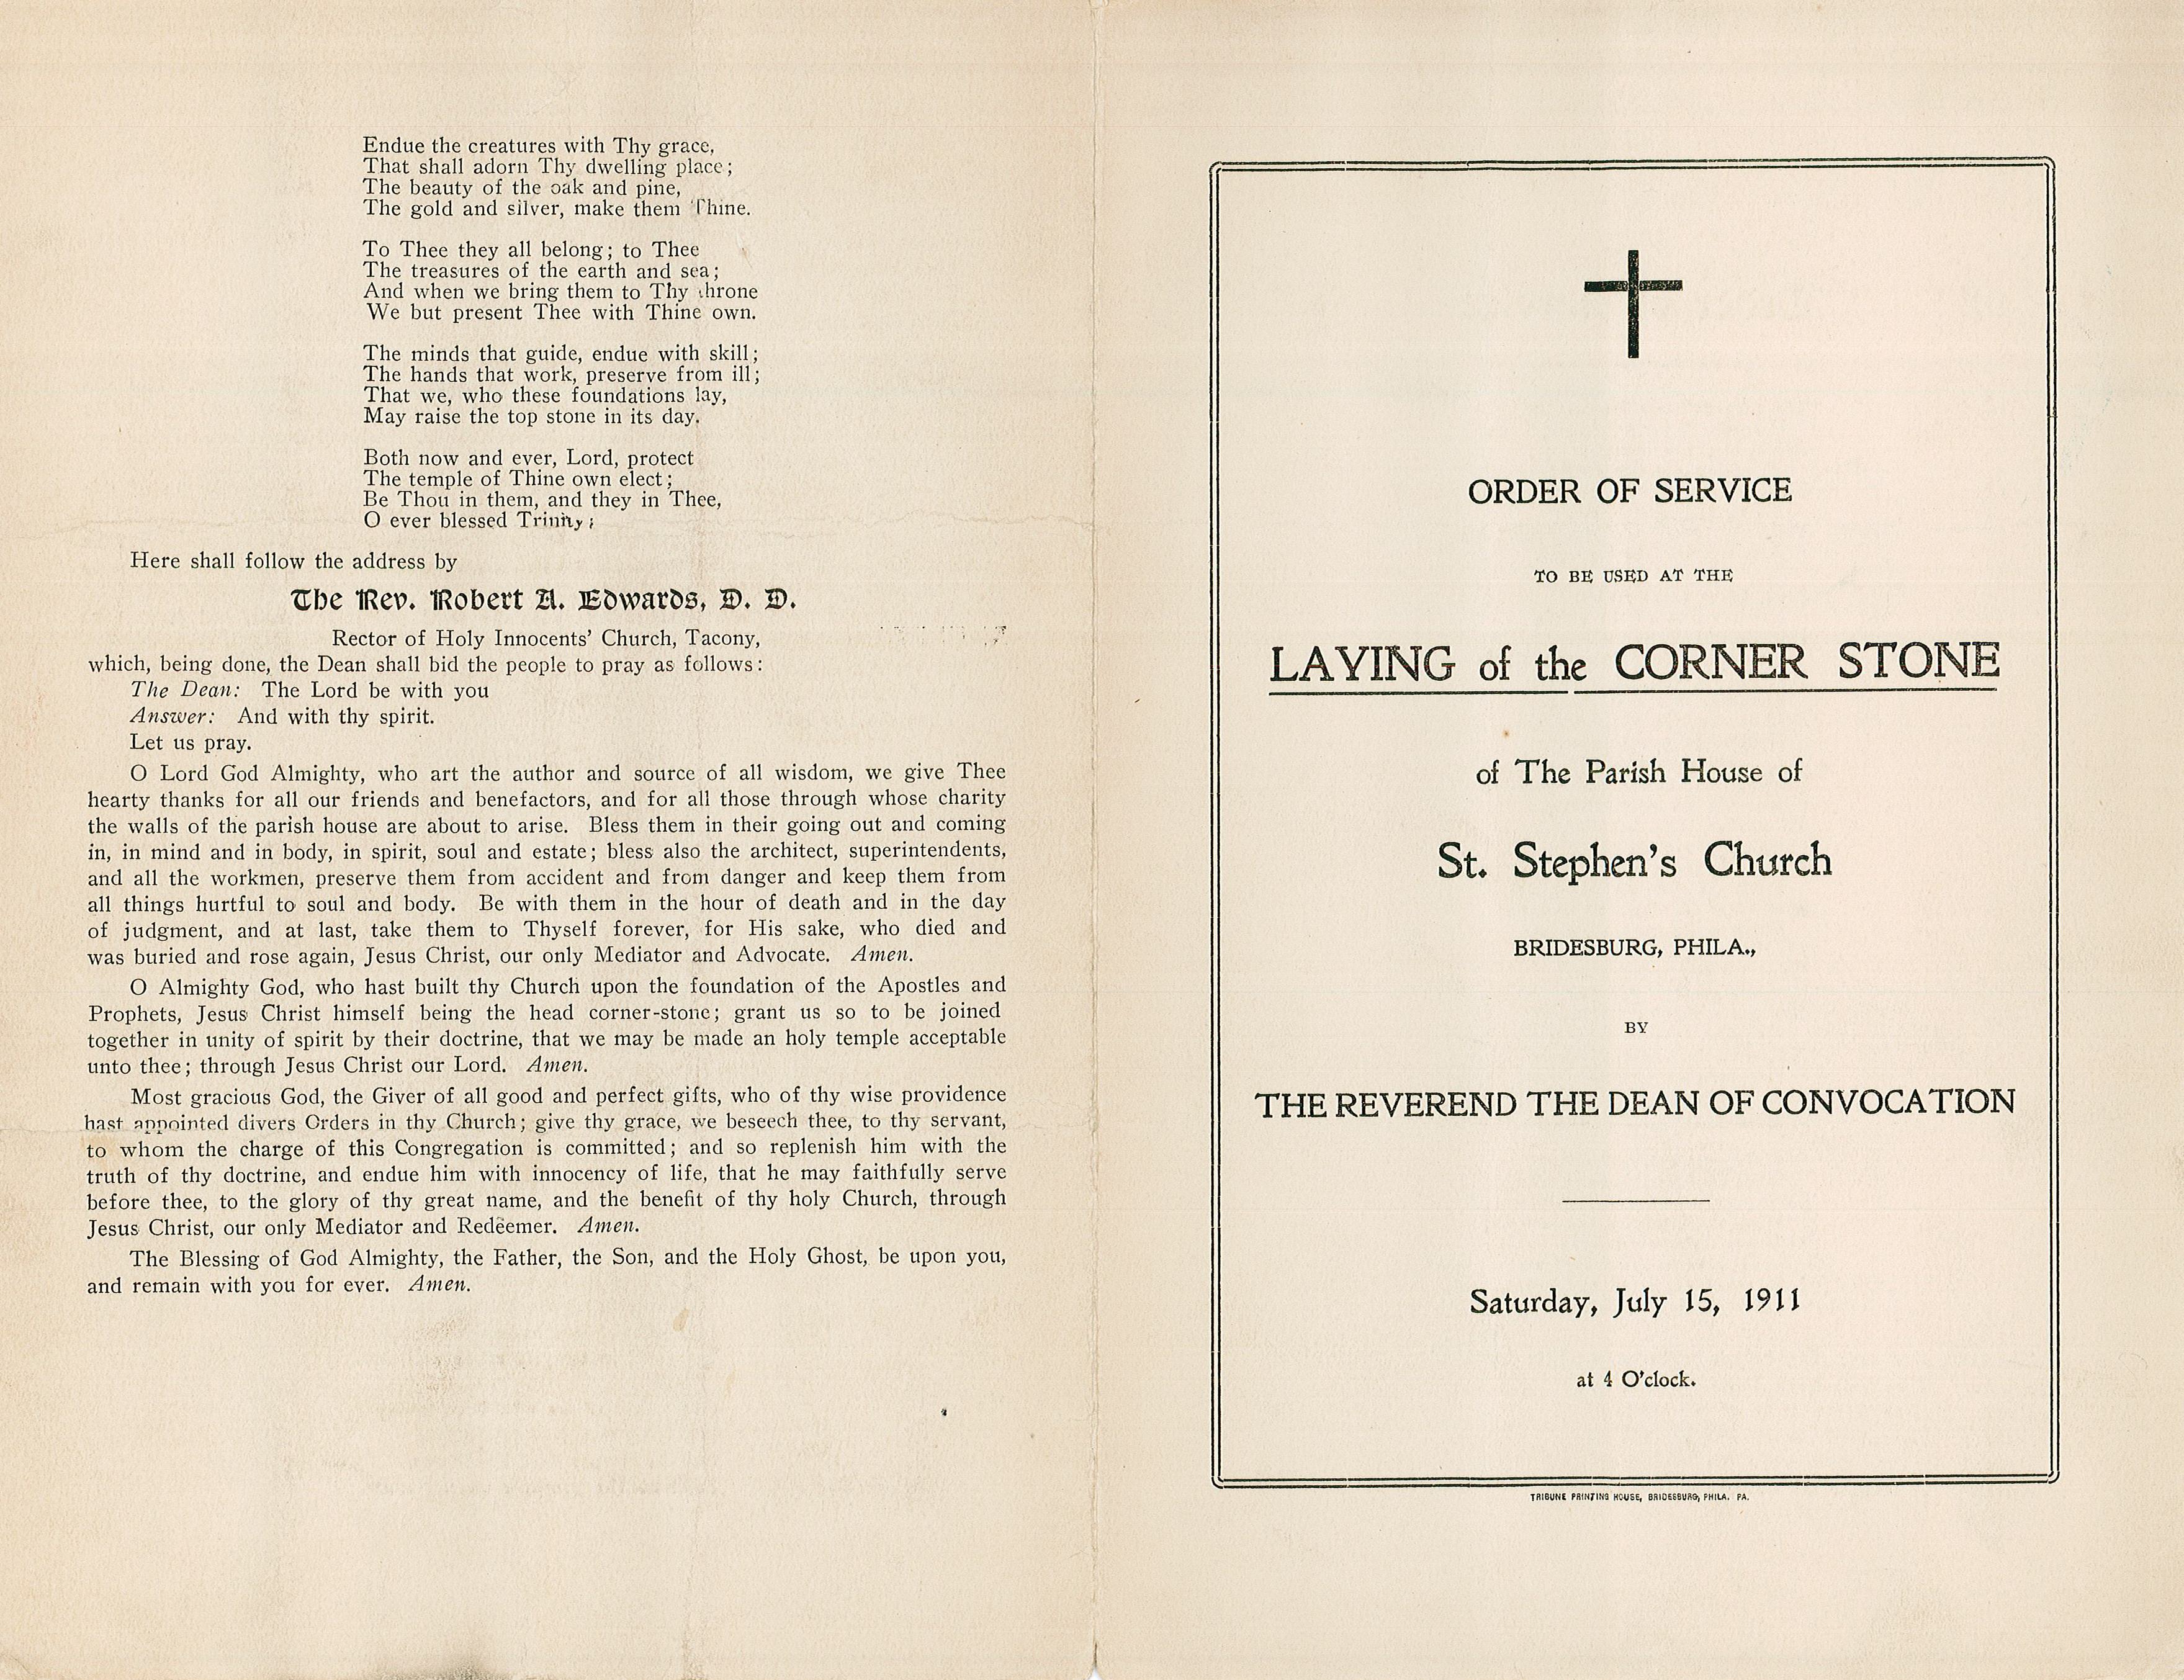 Endue the creatures with Thy grace,
That shall adorn Thy dwelling place;
The beauty of the oak and pine,
The gold and silver, make them Thine.
To Thee they all belong; to Thee
The treasures of the earth and sea;
And when we bring them to Thy throne
We but present Thee with Thine own.
The minds that guide, endue with skill;
The hands that work, preserve from ill;
That we, who these foundations lay,
May raise the top stone in its day.
Both now and ever, Lord, protect
The temple of Thine own elect;
Be Thou in them, and they in Thee,
O ever blessed Trinity;
Here shall follow the address by
The Rev. Robert A. Edwards, D. D.
Rector of Holy Innocents' Church, Tacony,
which, being done, the Dean shall bid the people to pray as follows:
The Dean: The Lord be with you
Answer: And with thy spirit.
Let us pray.
O Lord God Almighty, who art the author and source of all wisdom, we give Thee
hearty thanks for all our friends and benefactors, and for all those through whose charity
the walls of the parish house are about to arise. Bless them in their going out and coming
in, in mind and in body, in spirit, soul and estate; bless also the architect, superintendents,
and all the workmen, preserve them from accident and from danger and keep them from
all things hurtful to soul and body. Be with them in the hour of death and in the day
of judgment, and at last, take them to Thyself forever, for His sake, who died and
was buried and rose again, Jesus Christ, our only Mediator and Advocate. Amen.
O Almighty God, who hast built thy Church upon the foundation of the Apostles and
Prophets, Jesus Christ himself being the head corner-stone; grant us so to be joined
together in unity of spirit by their doctrine, that we may be made an holy temple acceptable
unto thee; through Jesus Christ our Lord. Amen.
Most gracious God, the Giver of all good and perfect gifts, who of thy wise providence
hast appointed divers Orders in thy Church; give thy grace, we beseech thee, to thy servant,
to whom the charge of this Congregation is committed; and so replenish him with the
truth of thy doctrine, and endue him with innocency of life, that he may faithfully serve
before thee, to the glory of thy great name, and the benefit of thy holy Church, through
Jesus Christ, our only Mediator and Redeemer. Amen.
The Blessing of God Almighty, the Father, the Son, and the Holy Ghost, be upon you,
and remain with you for ever. Amen.
ORDER OF SERVICE
TO BE USED AT THE
LAYING of the CORNER STONE
of The Parish House of
St. Stephen's Church
BRIDESBURG, PHILA.,
BY
THE REVEREND THE DEAN OF CONVOCATION
Saturday, July 15, 1911
at 4 O'clock.
TRIBUNE PRINTING HOUSE, BRIDESBURG, PHILA. PA.